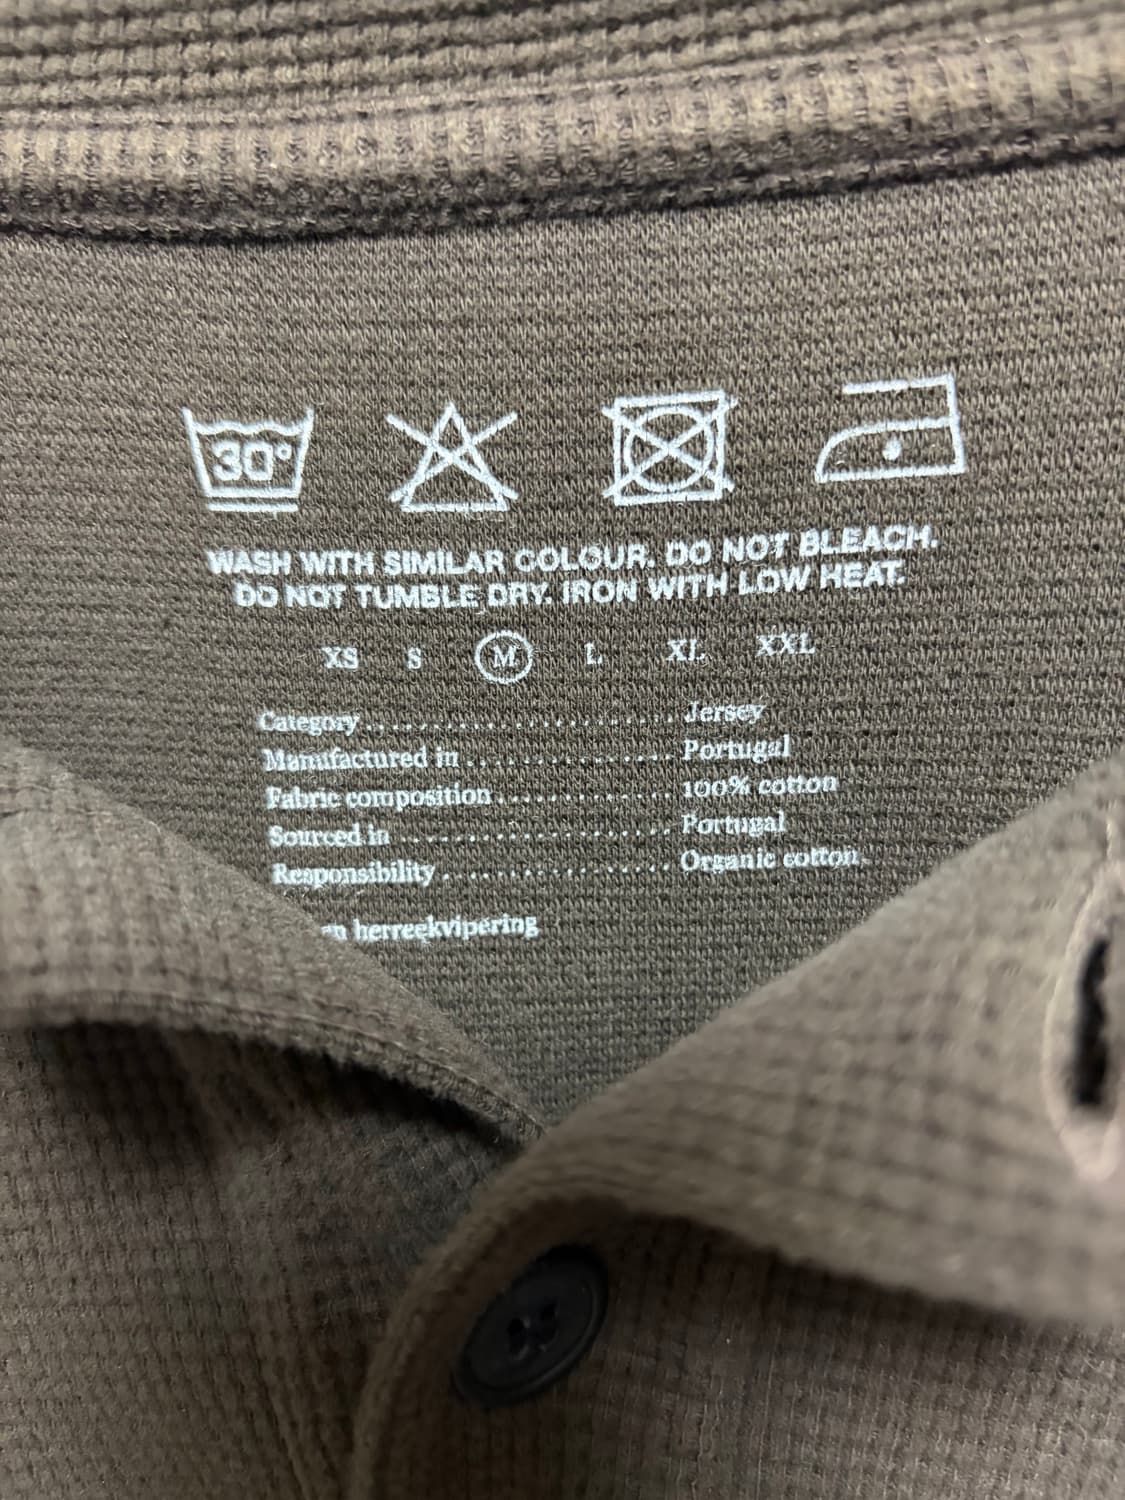 30°
WASH WITH SIMILAR COLOUR. DO NOT BLEACH.
DO NOT TUMBLE DRY. IRON WITH LOW HEAT.
XS S M L XL XXL
Category.......................... Jersey
Manufactured in.................. Portugal
Fabric composition............... 100% cotton
Sourced in........................ Portugal
Responsibility.................... Organic cotton
herreekvipering